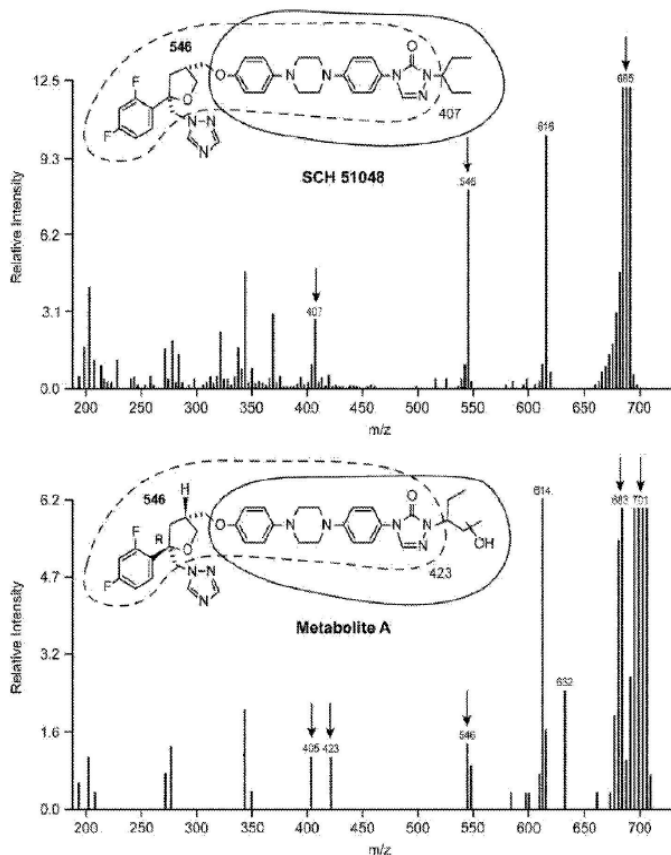 546
O
O
N
N
N
N
N
F
O
407
F
N
N
N
12.5
9.3
6.2
3.1
0.0
Relative Intensity
SCH 51048
407
546
616
685
200 250 300 350 400 450 500 550 600 650 700
m/z
546
H
O
O
N
N
N
N
N
OH
F
R
O
423
F
N
N
N
6.2
4.7
3.2
1.6
0.0
Relative Intensity
Metabolite A
405
423
546
614
632
683
701
200 250 300 350 400 450 500 550 600 650 700
m/z